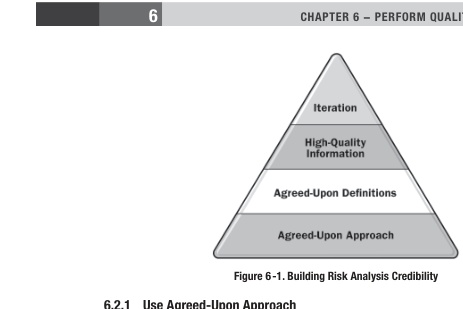 6
CHAPTER 6 – PERFORM QUALI
Iteration
High-Quality
Information
Agreed-Upon Definitions
Agreed-Upon Approach
Figure 6-1. Building Risk Analysis Credibility
6.2.1 Use Agreed-Upon Approach